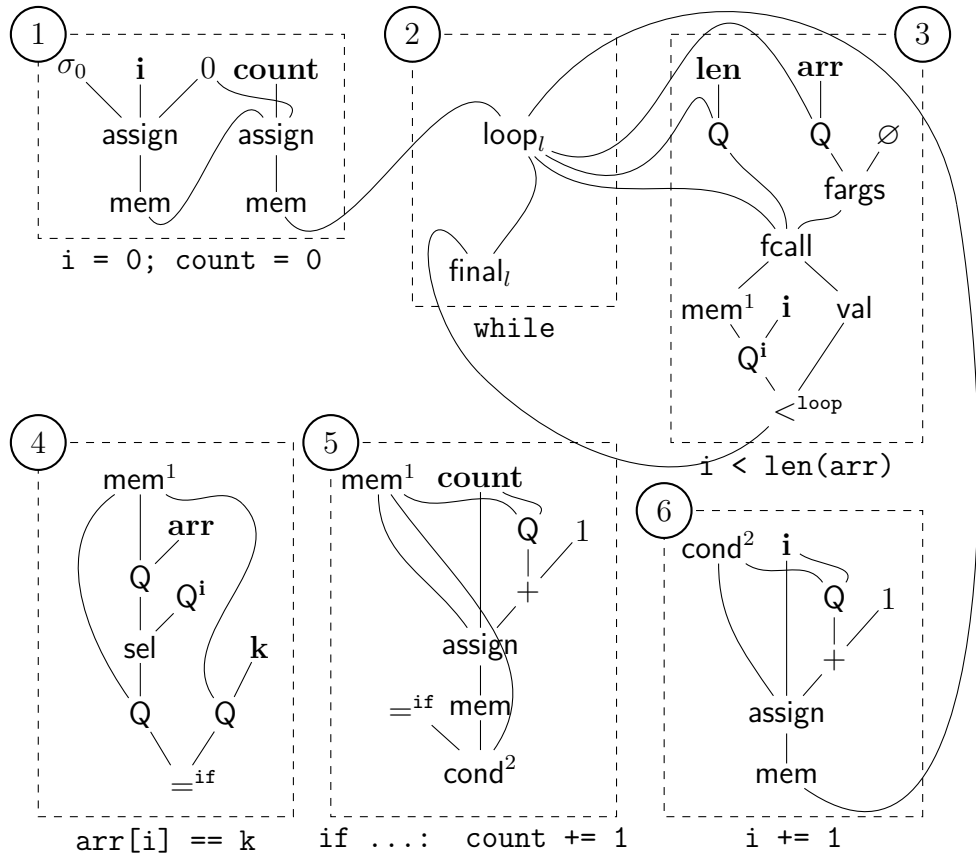 1
σ₀ i 0 count
assign assign
mem mem
i = 0; count = 0
2
loopₗ
finalₗ
while
3
len arr
Q Q ∅
fargs
fcall
mem¹ i val
Qⁱ
<ˡᵒᵒᵖ
i < len(arr)
4
mem¹
arr
Q Qⁱ
sel k
Q Q
=ⁱᶠ
arr[i] == k
5
mem¹ count
Q 1
+
assign
=ⁱᶠ mem
cond²
if ...: count += 1
6
cond² i
Q 1
+
assign
mem
i += 1